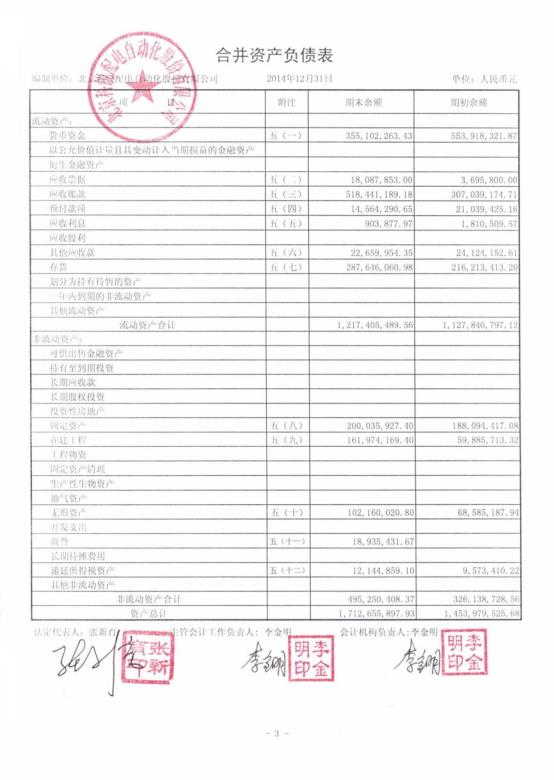 合并资产负债表
编制单位：北京科锐配电自动化股份有限公司 2014年12月31日 单位：人民币元
项 目 附注 期末余额 期初余额
流动资产：
货币资金 五（一） 355,102,263.43 553,918,321.87
以公允价值计量且其变动计入当期损益的金融资产
衍生金融资产
应收票据 五（二） 18,087,853.00 3,695,800.00
应收账款 五（三） 518,441,189.18 307,039,174.71
预付款项 五（四） 14,564,290.65 21,039,425.16
应收利息 五（五） 903,877.97 1,810,509.57
应收股利
其他应收款 五（六） 22,659,954.35 24,124,152.61
存货 五（七） 287,646,060.98 216,213,413.20
划分为持有待售的资产
一年内到期的非流动资产
其他流动资产
流动资产合计 1,217,405,489.56 1,127,840,797.12
非流动资产：
可供出售金融资产
持有至到期投资
长期应收款
长期股权投资
投资性房地产
固定资产 五（八） 200,035,927.40 188,094,417.08
在建工程 五（九） 161,974,169.40 59,885,713.32
工程物资
固定资产清理
生产性生物资产
油气资产
无形资产 五（十） 102,160,020.80 68,585,187.94
开发支出
商誉 五（十一） 18,935,431.67
长期待摊费用
递延所得税资产 五（十二） 12,144,859.10 9,573,410.22
其他非流动资产
非流动资产合计 495,250,408.37 326,138,728.56
资产总计 1,712,655,897.93 1,453,979,525.68
法定代表人：张新育 主管会计工作负责人：李金明 会计机构负责人：李金明
张新育印 李金明印 李金明印
- 3 -